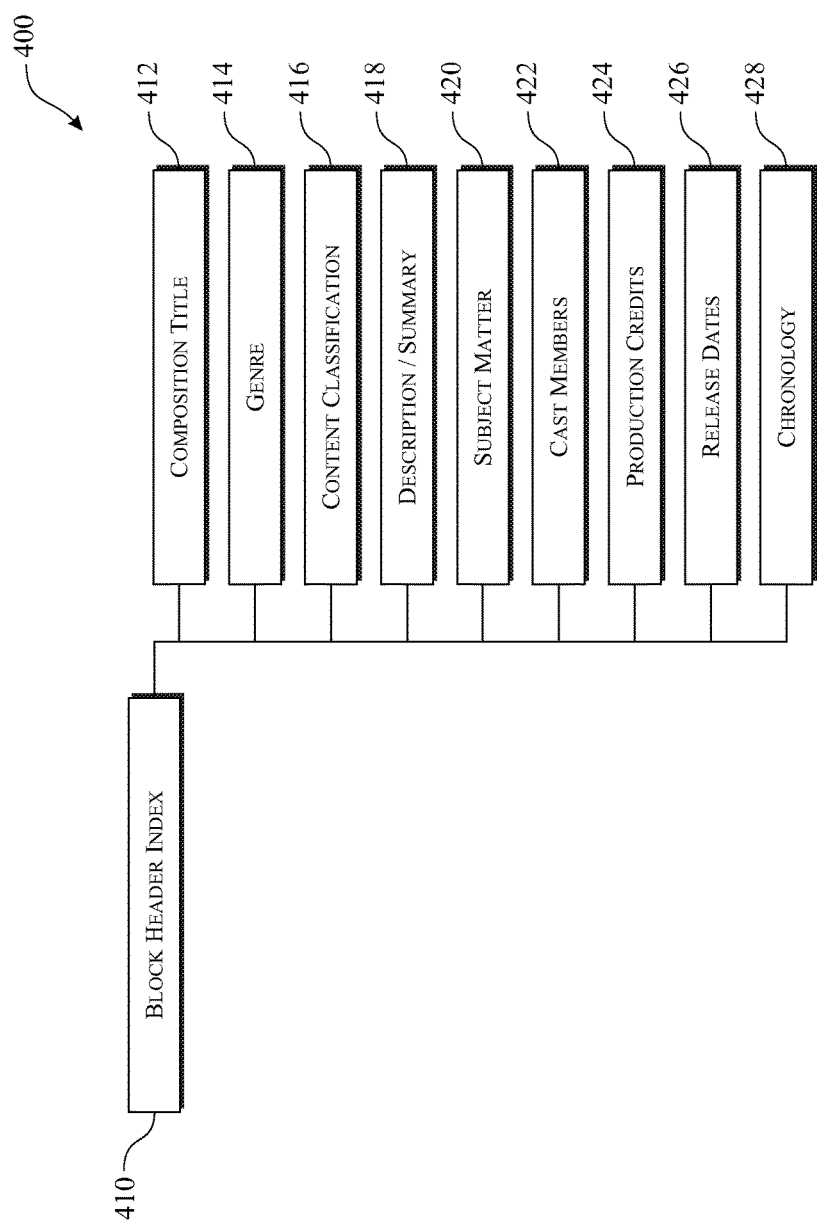 400
BLOCK HEADER INDEX
410
COMPOSITION TITLE
412
GENRE
414
CONTENT CLASSIFICATION
416
DESCRIPTION / SUMMARY
418
SUBJECT MATTER
420
CAST MEMBERS
422
PRODUCTION CREDITS
424
RELEASE DATES
426
CHRONOLOGY
428